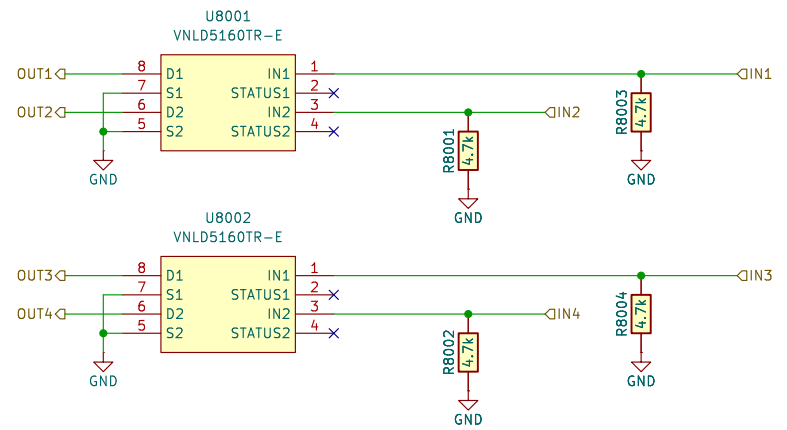 U8001
VNLD5160TR-E
OUT1 8 D1 IN1 1 IN1
7 S1 STATUS1 2
OUT2 6 D2 IN2 3 IN2
5 S2 STATUS2 4
R8003 4.7k
R8001 4.7k
GND GND
GND
U8002
VNLD5160TR-E
OUT3 8 D1 IN1 1 IN3
7 S1 STATUS1 2
OUT4 6 D2 IN2 3 IN4
5 S2 STATUS2 4
R8004 4.7k
R8002 4.7k
GND GND
GND